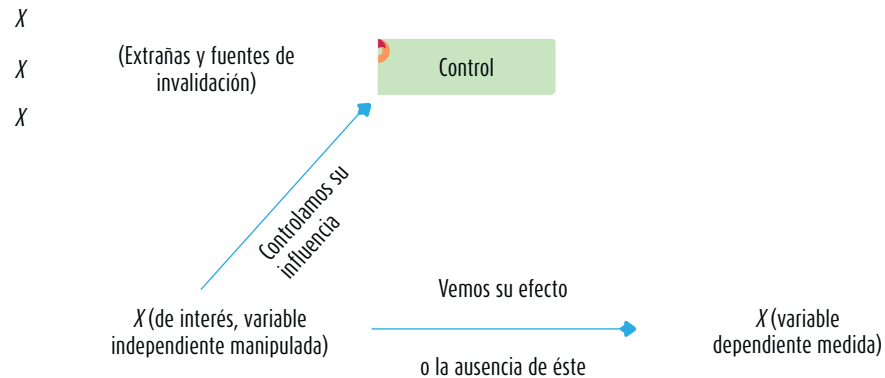 X
X
X
(Extrañas y fuentes de
invalidación)
Control
Controlamos su
influencia
X (de interés, variable
independiente manipulada)
Vemos su efecto
o la ausencia de éste
X (variable
dependiente medida)